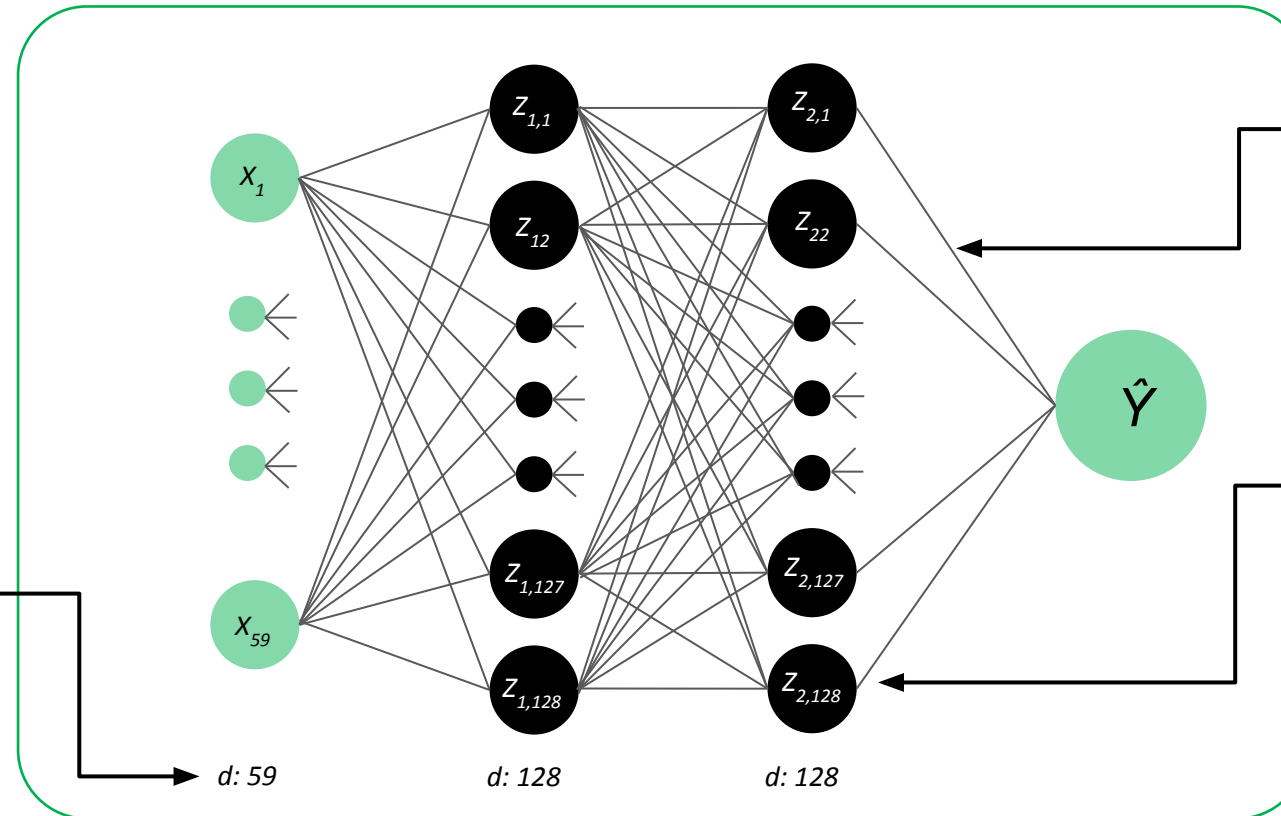 X1
X59
Z1,1
Z12
Z1,127
Z1,128
Z2,1
Z22
Z2,127
Z2,128
Ŷ
d: 59
d: 128
d: 128